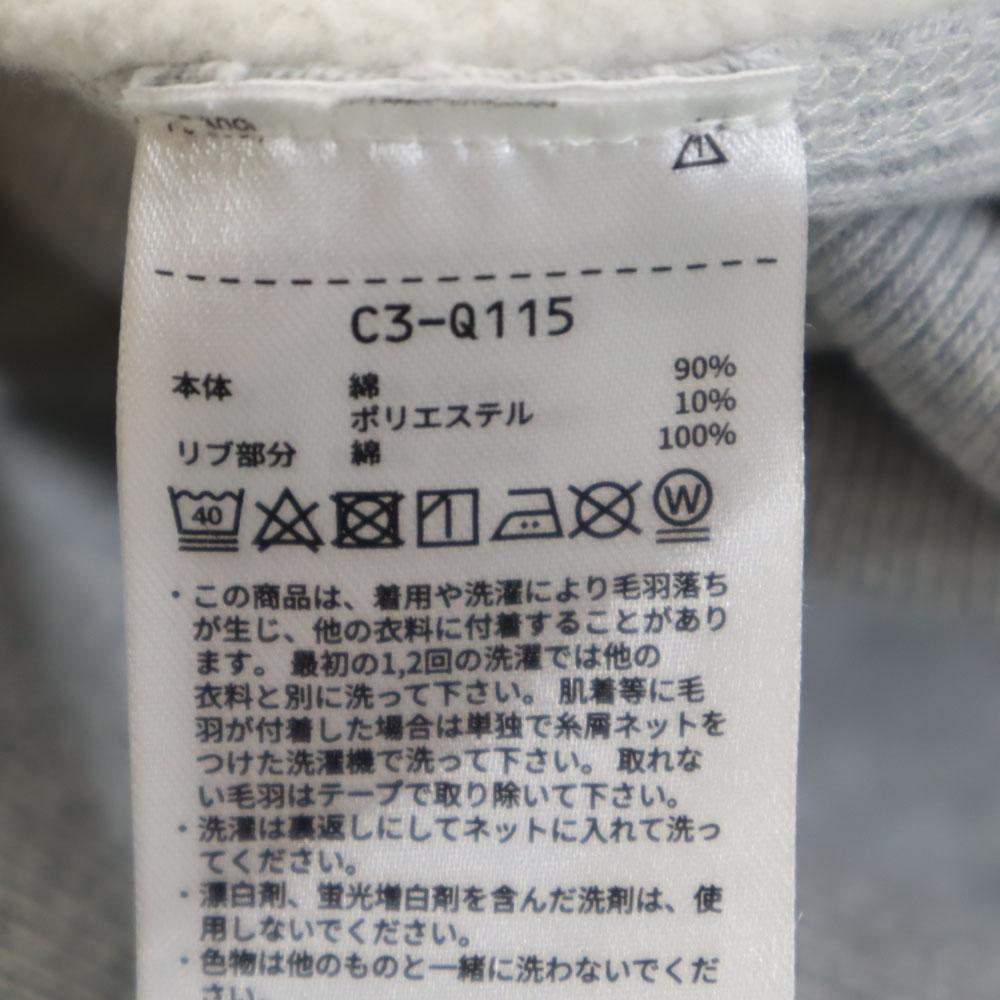 C3-Q115
本体 綿 90%
ポリエステル 10%
リブ部分 綿 100%
40
W
・この商品は、着用や洗濯により毛羽落ち
が生じ、他の衣料に付着することがあり
ます。 最初の1,2回の洗濯では他の
衣料と別に洗って下さい。 肌着等に毛
羽が付着した場合は単独で糸屑ネットを
つけた洗濯機で洗って下さい。 取れな
い毛羽はテープで取り除いて下さい。
・洗濯は裏返しにしてネットに入れて洗っ
てください。
・漂白剤、蛍光増白剤を含んだ洗剤は、使
用しないでください。
・色物は他のものと一緒に洗わないでくだ
さい。